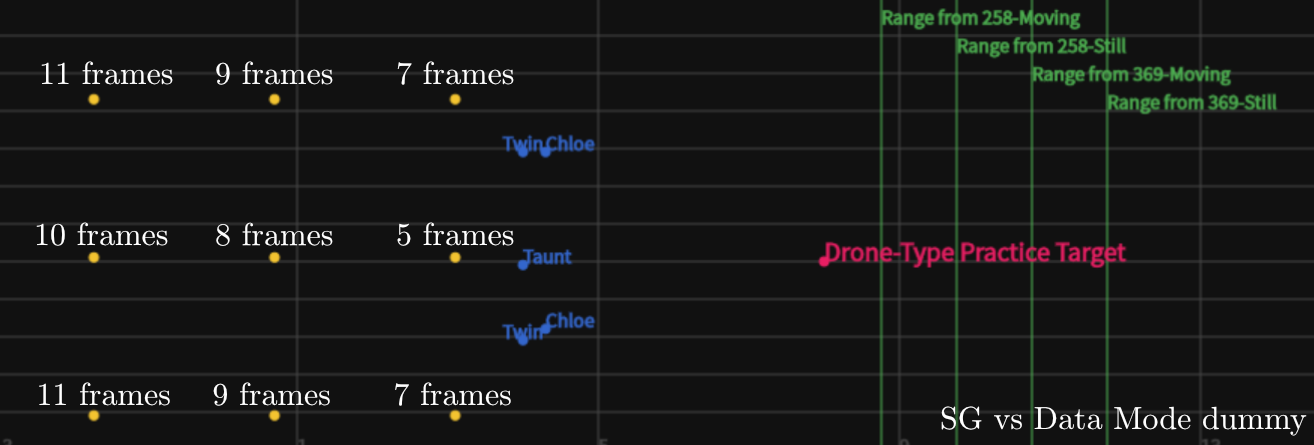 Range from 258-Moving
Range from 258-Still
11 frames 9 frames 7 frames
Range from 369-Moving
Range from 369-Still
Twin Chloe
10 frames 8 frames 5 frames
Taunt
Drone-Type Practice Target
Twin Chloe
11 frames 9 frames 7 frames
SG vs Data Mode dummy